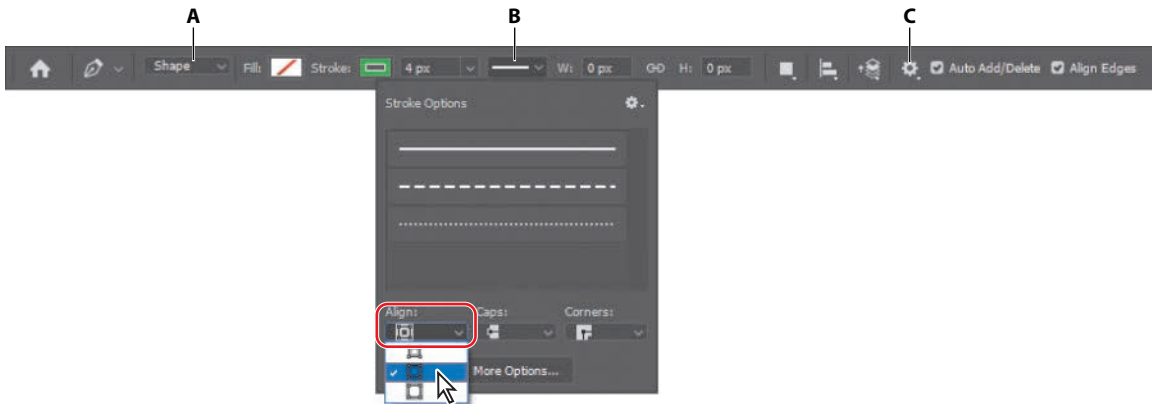 A B C
Shape Fill: Stroke: 4 px W: 0 px H: 0 px Auto Add/Delete Align Edges
Stroke Options
Align: Caps: Corners:
More Options...